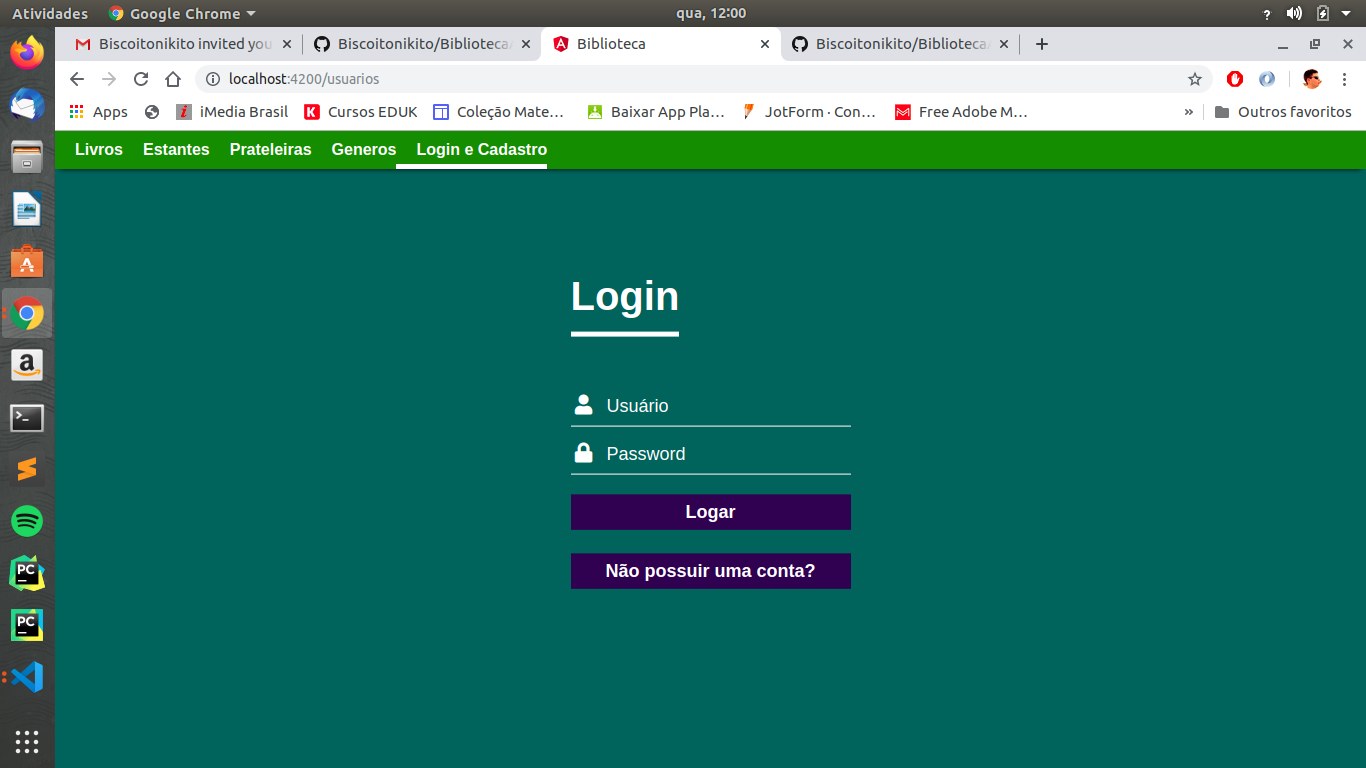 Atividades Google Chrome qua, 12:00 ?
Biscoitonikito invited you Biscoitonikito/Biblioteca Biblioteca Biscoitonikito/Biblioteca
localhost:4200/usuarios
Apps iMedia Brasil K Cursos EDUK Coleção Mate… Baixar App Pla… JotForm · Con… Free Adobe M… » Outros favoritos
Livros Estantes Prateleiras Generos Login e Cadastro
Login
Usuário
Password
Logar
Não possuir uma conta?
PC
PC